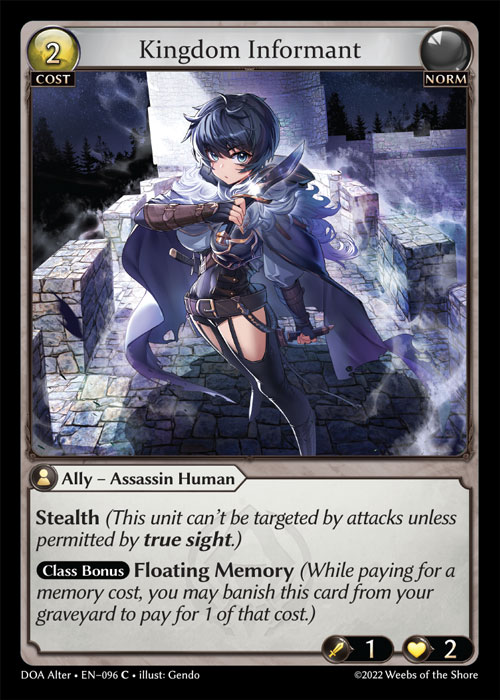 2
Kingdom Informant
COST
NORM
Ally – Assassin Human
Stealth (This unit can't be targeted by attacks unless
permitted by true sight.)
Class Bonus Floating Memory (While paying for a
memory cost, you may banish this card from your
graveyard to pay for 1 of that cost.)
1
2
DOA Alter • EN–096 C • illust: Gendo
©2022 Weebs of the Shore